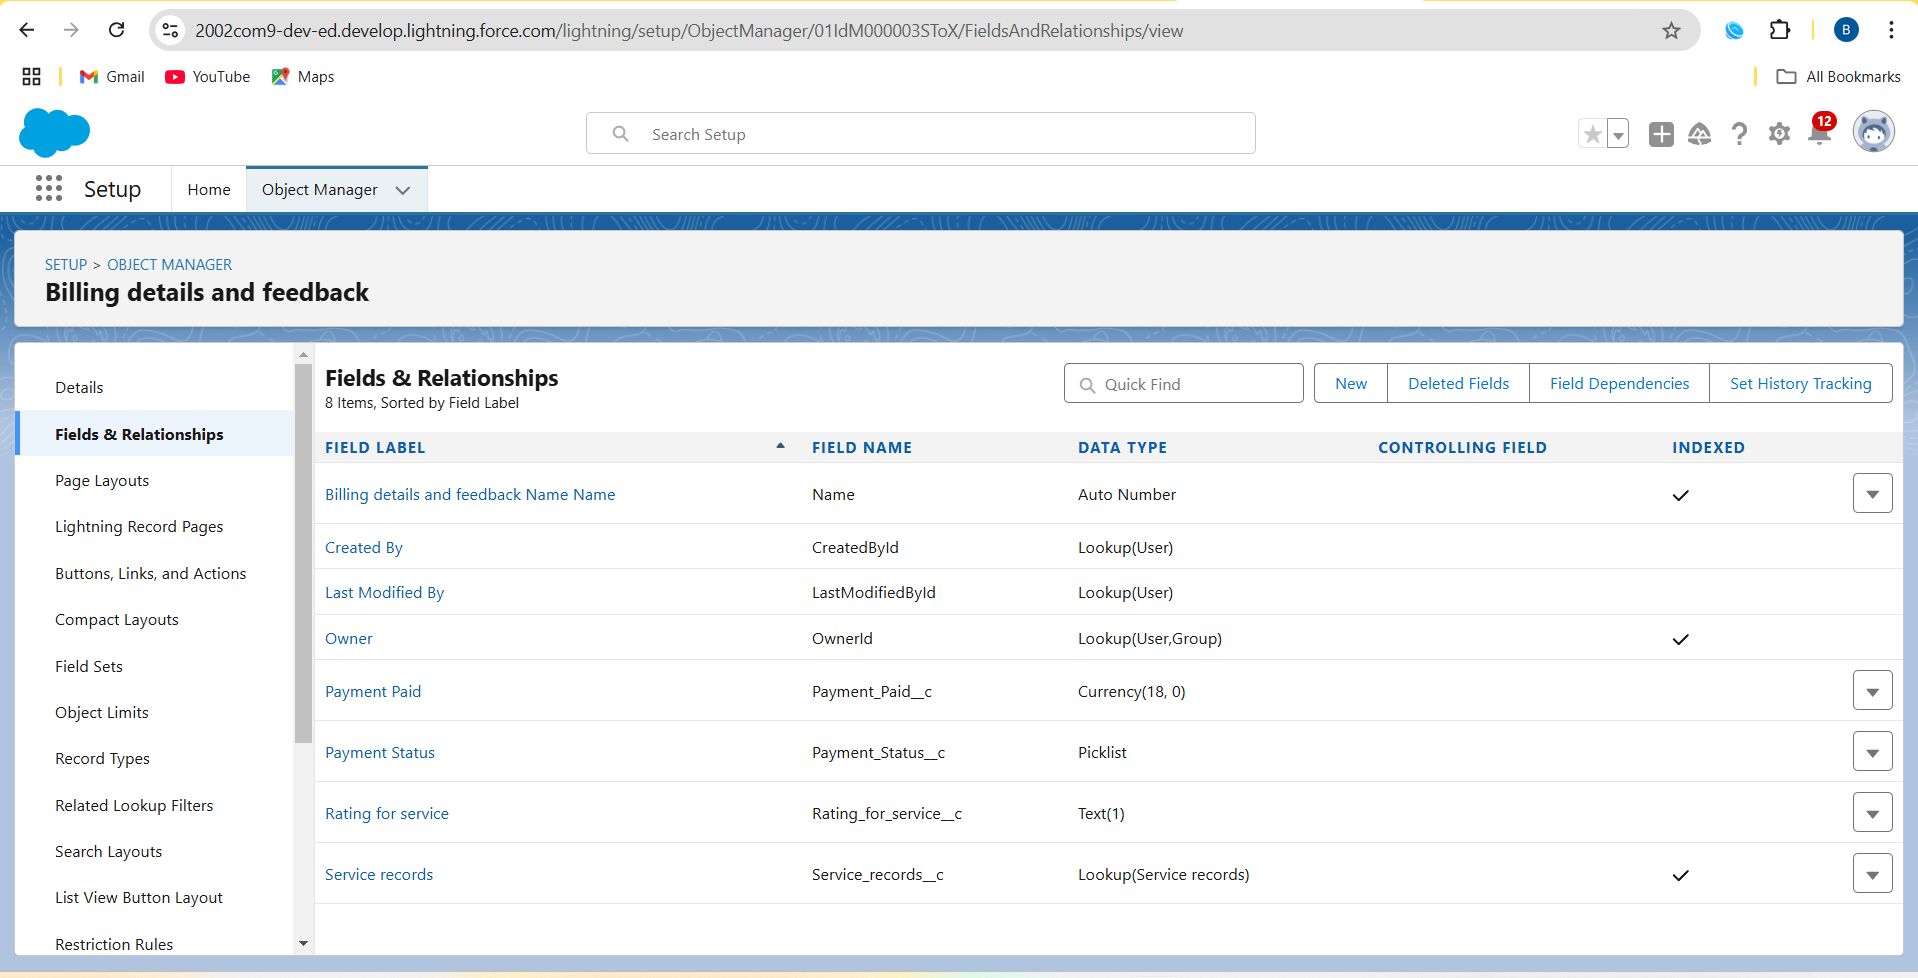 2002com9-dev-ed.develop.lightning.force.com/lightning/setup/ObjectManager/01IdM000003SToX/FieldsAndRelationships/view
B
Gmail
YouTube
Maps
All Bookmarks
Search Setup
12
Setup
Home
Object Manager
SETUP > OBJECT MANAGER
Billing details and feedback
Details
Fields & Relationships
Page Layouts
Lightning Record Pages
Buttons, Links, and Actions
Compact Layouts
Field Sets
Object Limits
Record Types
Related Lookup Filters
Search Layouts
List View Button Layout
Restriction Rules
Fields & Relationships
8 Items, Sorted by Field Label
Quick Find
New
Deleted Fields
Field Dependencies
Set History Tracking
FIELD LABEL FIELD NAME DATA TYPE CONTROLLING FIELD INDEXED
Billing details and feedback Name Name Name Auto Number
Created By CreatedById Lookup(User)
Last Modified By LastModifiedById Lookup(User)
Owner OwnerId Lookup(User,Group)
Payment Paid Payment_Paid__c Currency(18, 0)
Payment Status Payment_Status__c Picklist
Rating for service Rating_for_service__c Text(1)
Service records Service_records__c Lookup(Service records)